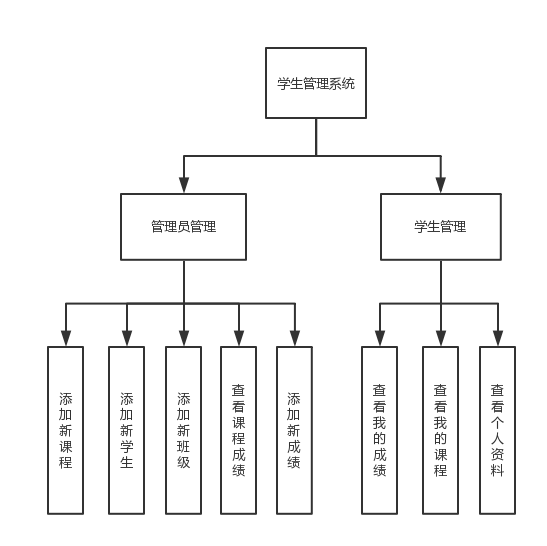 学生管理系统
管理员管理
学生管理
添加新课程
添加新学生
添加新班级
查看课程成绩
添加新成绩
查看我的成绩
查看我的课程
查看个人资料